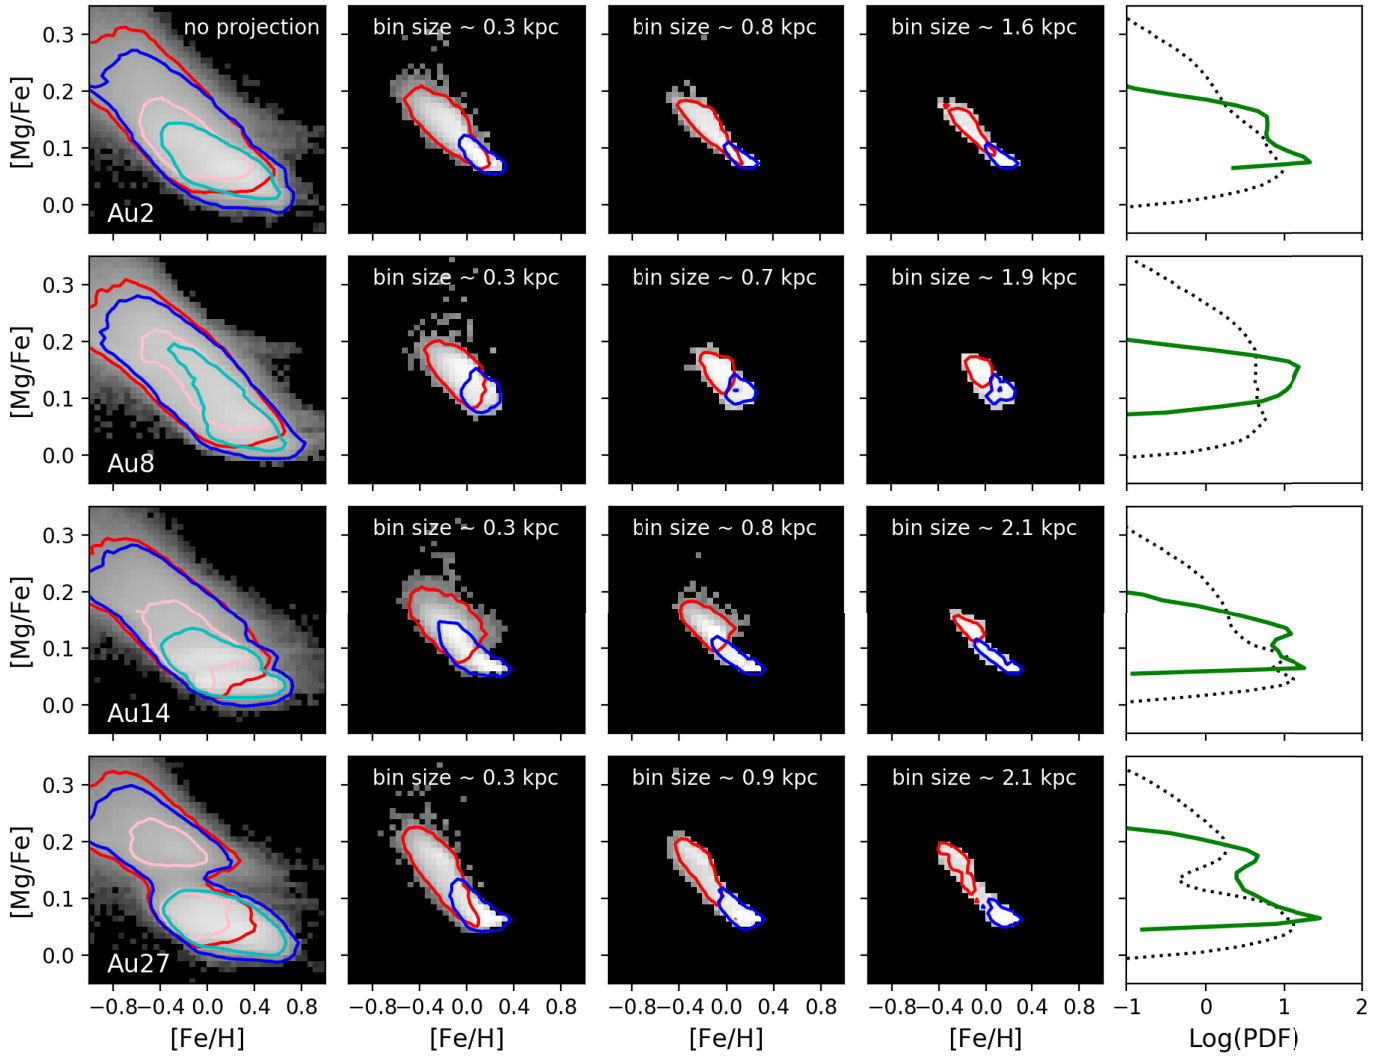 no projection
bin size ~ 0.3 kpc
bin size ~ 0.8 kpc
bin size ~ 1.6 kpc
[Mg/Fe]
0.3
0.2
0.1
0.0
Au2
bin size ~ 0.3 kpc
bin size ~ 0.7 kpc
bin size ~ 1.9 kpc
[Mg/Fe]
0.3
0.2
0.1
0.0
Au8
bin size ~ 0.3 kpc
bin size ~ 0.8 kpc
bin size ~ 2.1 kpc
[Mg/Fe]
0.3
0.2
0.1
0.0
Au14
bin size ~ 0.3 kpc
bin size ~ 0.9 kpc
bin size ~ 2.1 kpc
[Mg/Fe]
0.3
0.2
0.1
0.0
Au27
−0.8 −0.4 0.0 0.4 0.8
−0.8 −0.4 0.0 0.4 0.8
−0.8 −0.4 0.0 0.4 0.8
−0.8 −0.4 0.0 0.4 0.8
−1 0 1 2
[Fe/H] [Fe/H] [Fe/H] [Fe/H] Log(PDF)